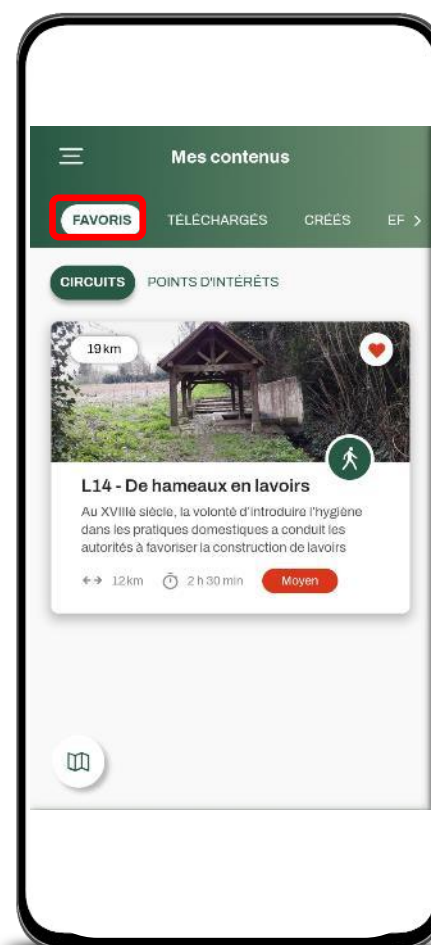 Mes contenus
FAVORIS TÉLÉCHARGÉS CRÉÉS EF
CIRCUITS POINTS D'INTÉRÊTS
19 km
L14 - De hameaux en lavoirs
Au XVIIIè siècle, la volonté d'introduire l'hygiène
dans les pratiques domestiques a conduit les
autorités à favoriser la construction de lavoirs
12 km 2 h 30 min Moyen